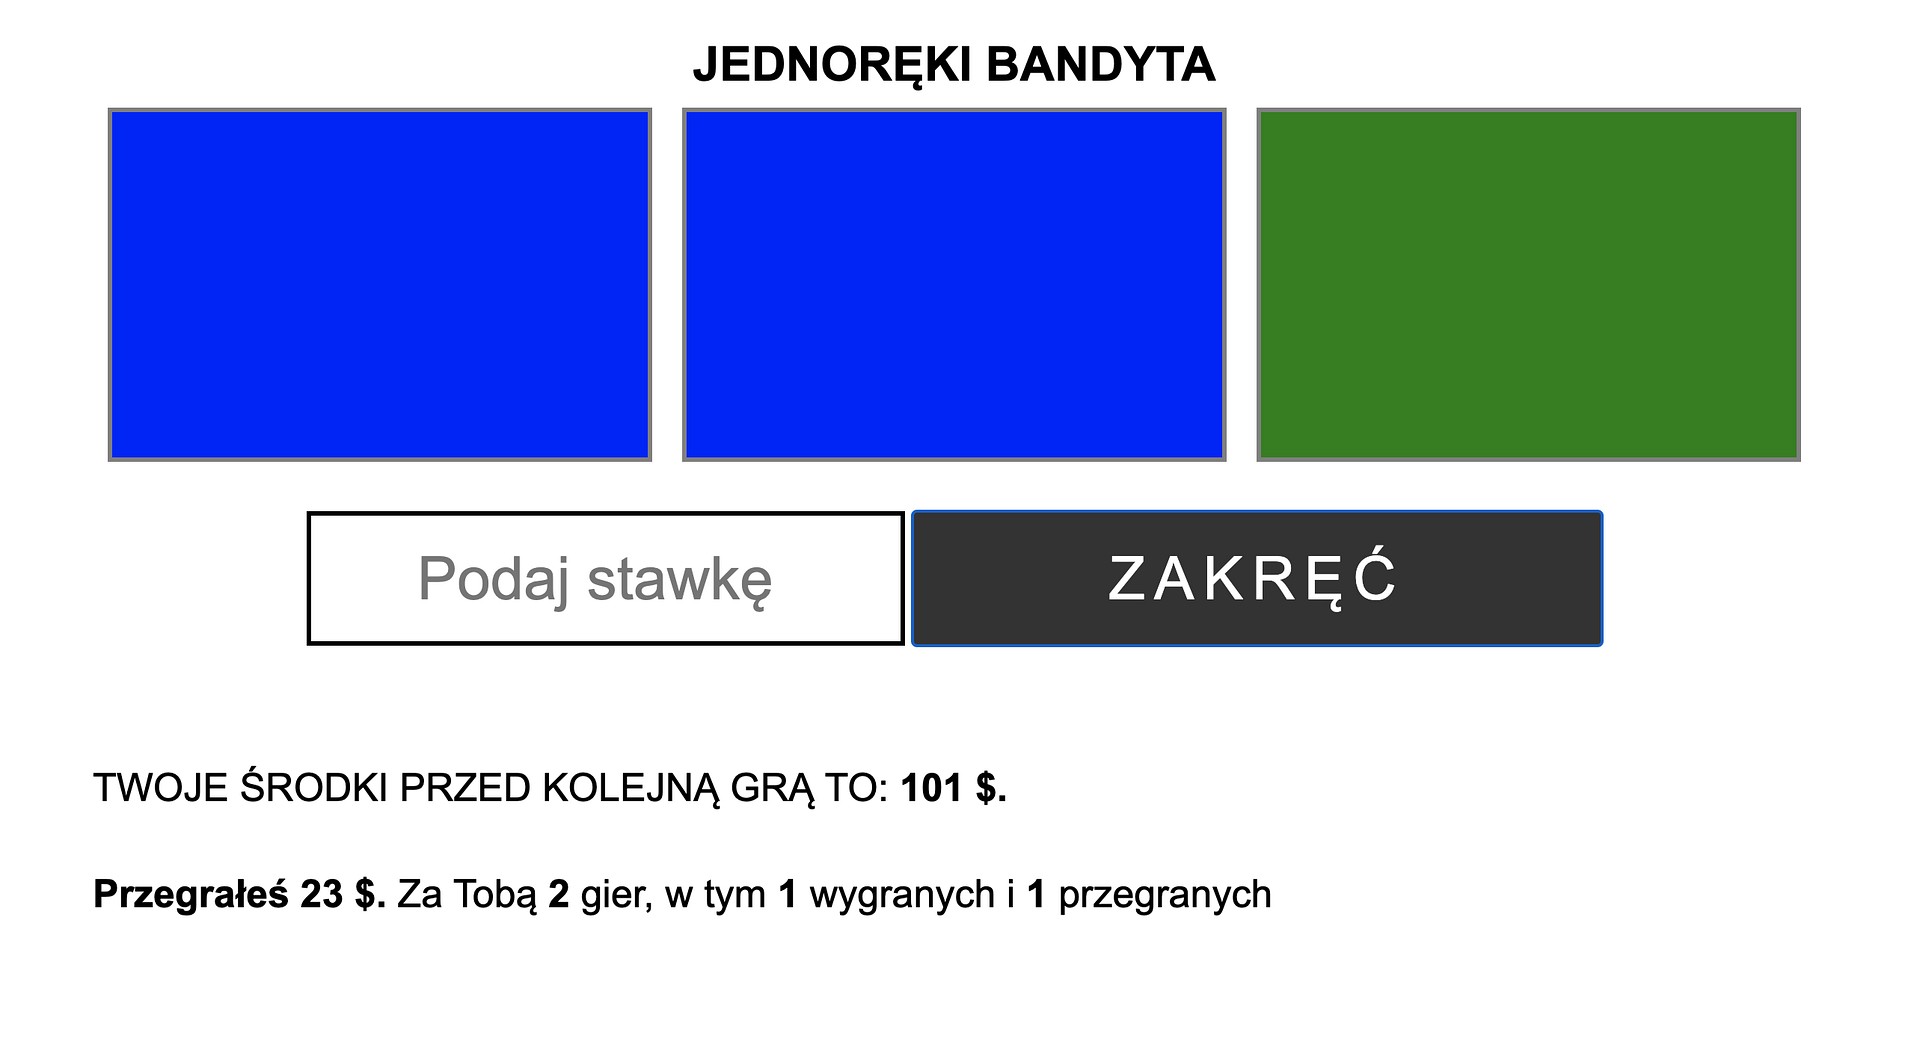 JEDNORĘKI BANDYTA
Podaj stawkę
ZAKRĘĆ
TWOJE ŚRODKI PRZED KOLEJNĄ GRĄ TO: 101 $.
Przegrałeś 23 $. Za Tobą 2 gier, w tym 1 wygranych i 1 przegranych